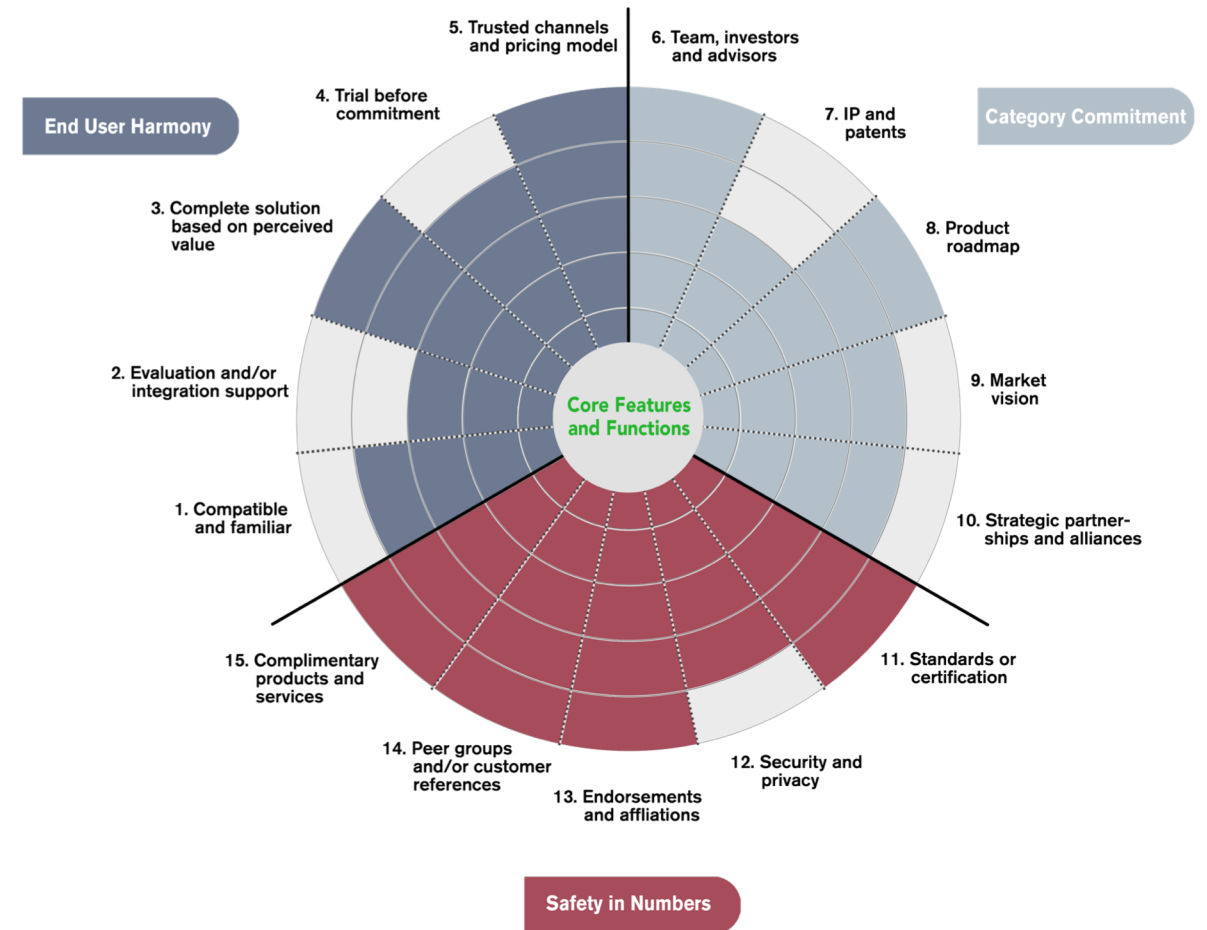 5. Trusted channels
and pricing model
6. Team, investors
and advisors
4. Trial before
commitment
7. IP and
patents
End User Harmony
Category Commitment
3. Complete solution
based on perceived
value
8. Product
roadmap
2. Evaluation and/or
integration support
9. Market
vision
Core Features
and Functions
1. Compatible
and familiar
10. Strategic partner-
ships and alliances
15. Complimentary
products and
services
11. Standards or
certification
14. Peer groups
and/or customer
references
12. Security and
privacy
13. Endorsements
and affliations
Safety in Numbers